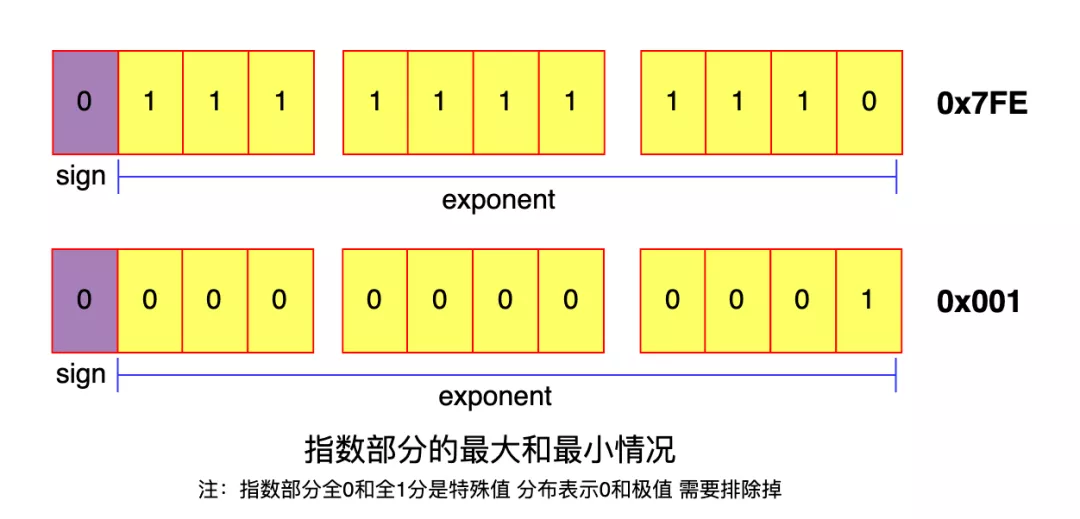 0 1 1 1 1 1 1 1 1 1 1 0 0x7FE
sign
exponent
0 0 0 0 0 0 0 0 0 0 0 1 0x001
sign
exponent
指数部分的最大和最小情况
注：指数部分全0和全1分是特殊值 分布表示0和极值 需要排除掉